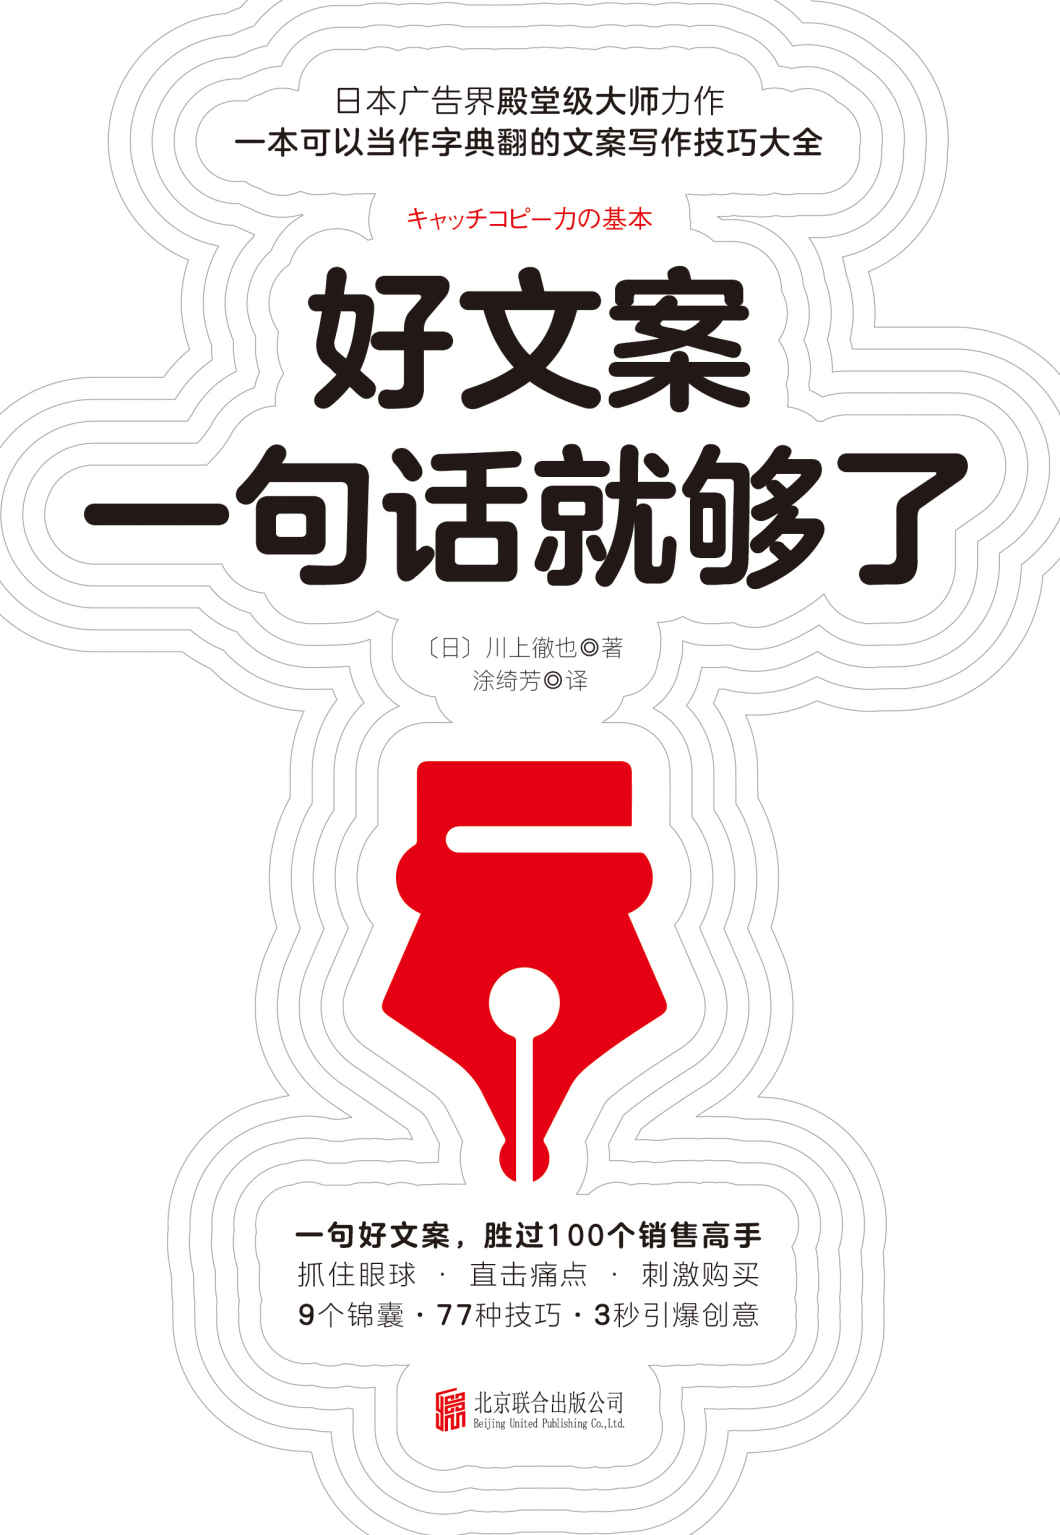 日本广告界殿堂级大师力作
一本可以当作字典翻的文案写作技巧大全
キャッチコピー力の基本
好文案
一句话就够了
〔日〕川上徹也◎著
涂绮芳◎译
一句好文案，胜过100个销售高手
抓住眼球 · 直击痛点 · 刺激购买
9个锦囊·77种技巧·3秒引爆创意
北京联合出版公司
Beijing United Publishing Co.,Ltd.